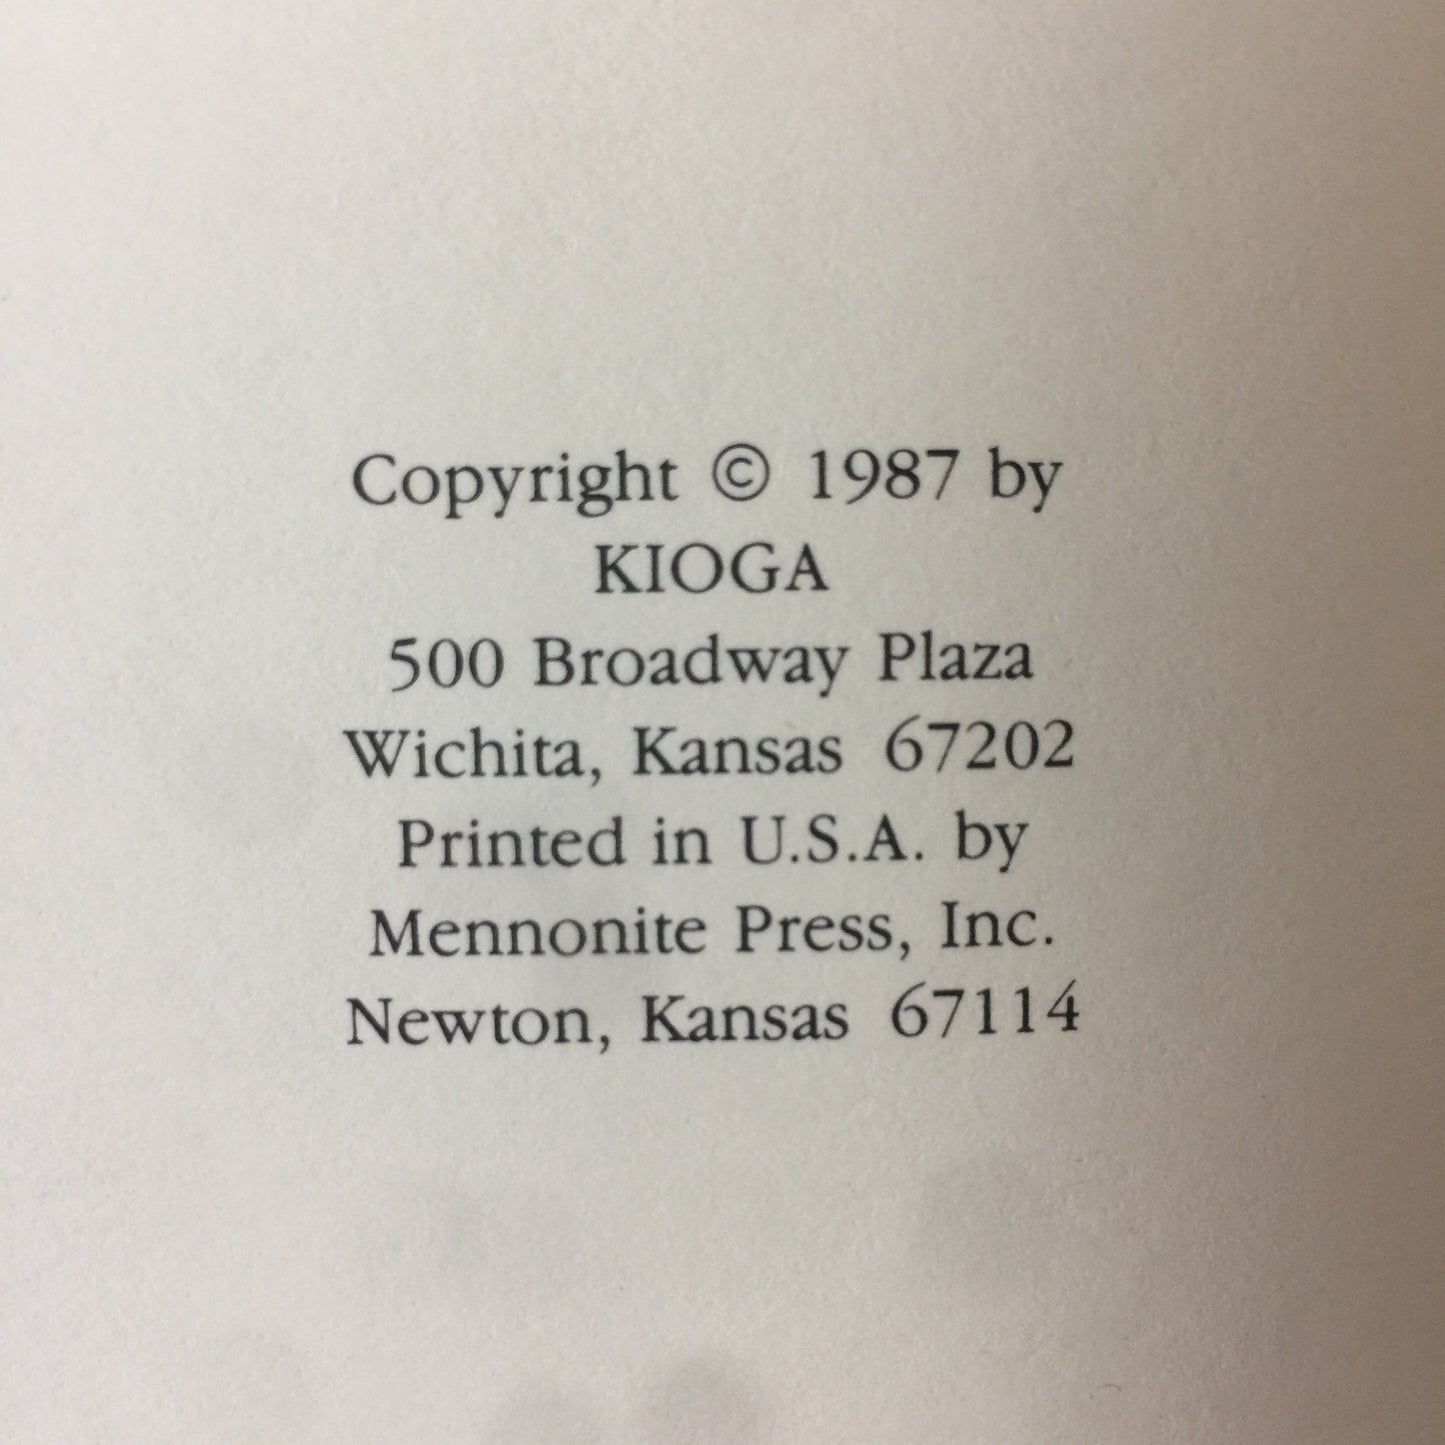 Copyright © 1987 by
KIOGA
500 Broadway Plaza
Wichita, Kansas 67202
Printed in U.S.A. by
Mennonite Press, Inc.
Newton, Kansas 67114